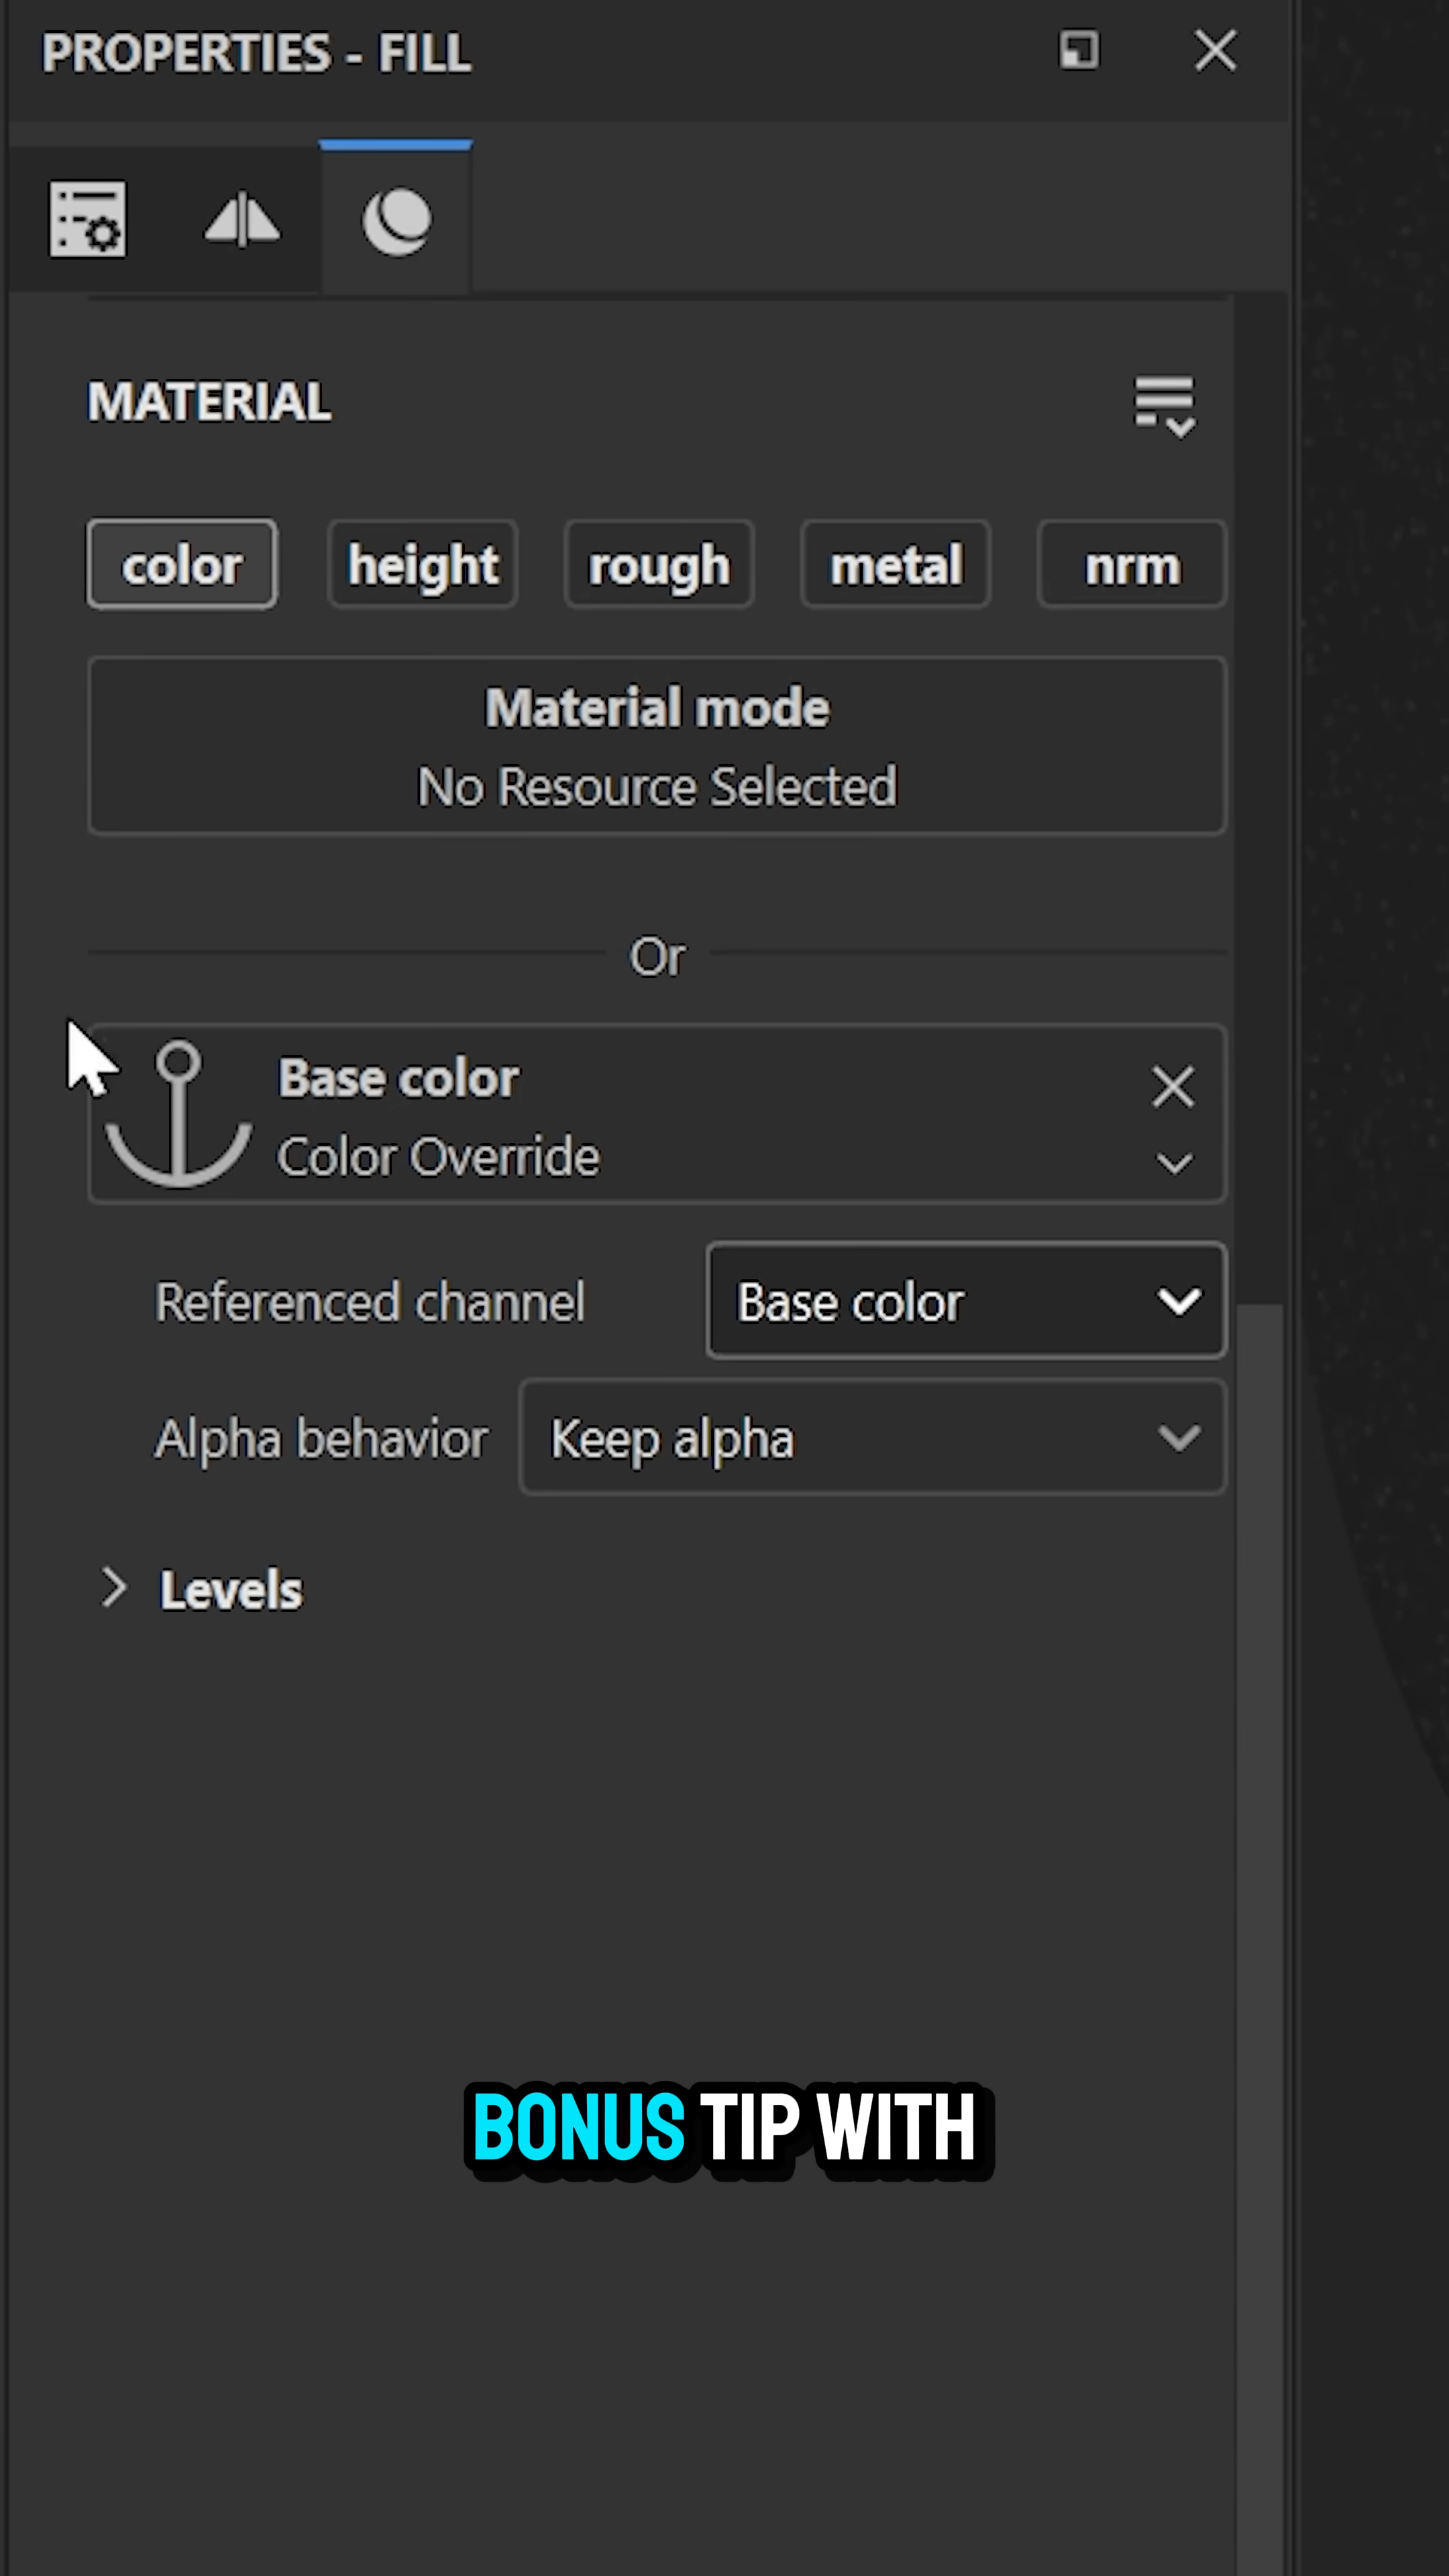 PROPERTIES - FILL
MATERIAL
color height rough metal nrm
Material mode
No Resource Selected
Or
Base color
Color Override
Referenced channel Base color
Alpha behavior Keep alpha
Levels
BONUS TIP WITH